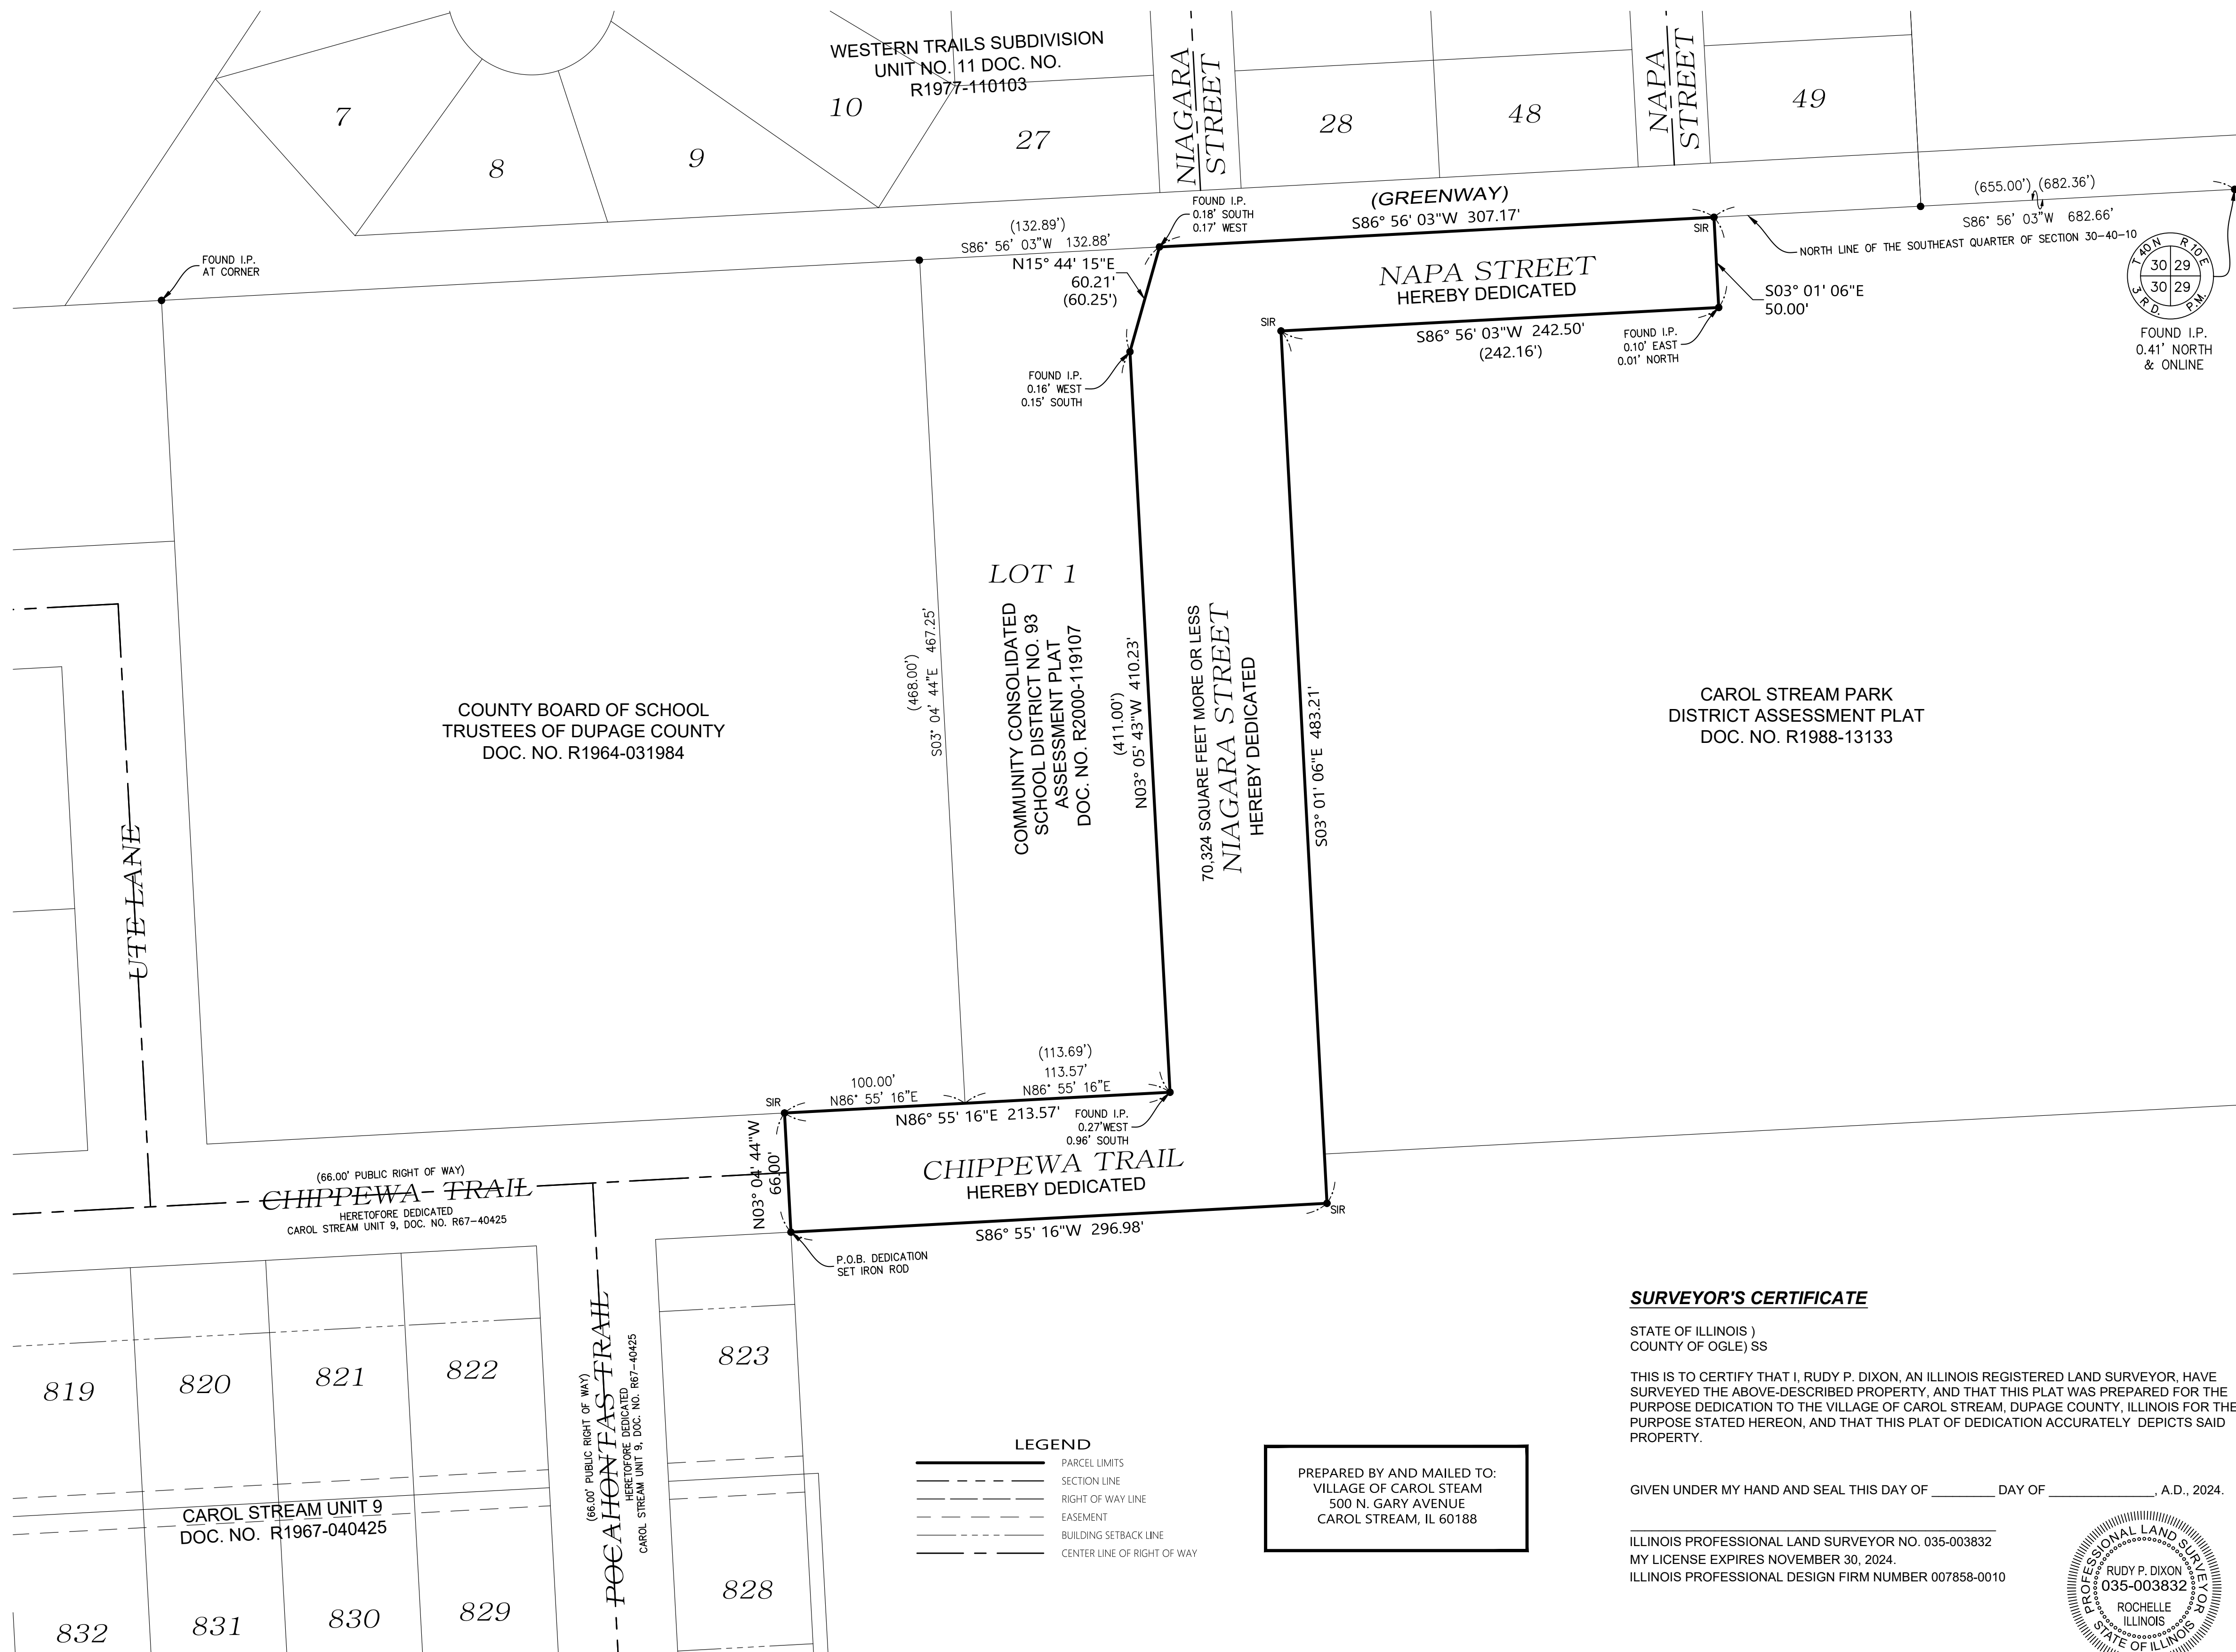 WESTERN TRAILS SUBDIVISION
UNIT NO. 11 DOC. NO.
R1977-110103
7
8
9
10
27
NIAGARA
STREET
28
48
NAPA
STREET
49
(GREENWAY)
S86° 56' 03"W 307.17'
(655.00')
(682.36')
S86° 56' 03"W 682.66'
NORTH LINE OF THE SOUTHEAST QUARTER OF SECTION 30-40-10
T 40 N R 10 E
30 29
30 29
3 R D. P.M.
FOUND I.P.
0.41' NORTH
& ONLINE
FOUND I.P.
0.18' SOUTH
0.17' WEST
(132.89')
S86° 56' 03"W 132.88'
N15° 44' 15"E
60.21'
(60.25')
FOUND I.P.
AT CORNER
SIR
NAPA STREET
HEREBY DEDICATED
S03° 01' 06"E
50.00'
SIR
S86° 56' 03"W 242.50'
(242.16')
FOUND I.P.
0.10' EAST
0.01' NORTH
FOUND I.P.
0.16' WEST
0.15' SOUTH
LOT 1
COMMUNITY CONSOLIDATED
SCHOOL DISTRICT NO. 93
ASSESSMENT PLAT
DOC. NO. R2000-119107
(468.00')
S03° 04' 44"E 467.25'
(411.00')
N03° 05' 43"W 410.23'
70,324 SQUARE FEET MORE OR LESS
NIAGARA STREET
HEREBY DEDICATED
S03° 01' 06"E 483.21'
COUNTY BOARD OF SCHOOL
TRUSTEES OF DUPAGE COUNTY
DOC. NO. R1964-031984
CAROL STREAM PARK
DISTRICT ASSESSMENT PLAT
DOC. NO. R1988-13133
UTE LANE
(113.69')
113.57'
N86° 55' 16"E
100.00'
N86° 55' 16"E
SIR
N86° 55' 16"E 213.57'
FOUND I.P.
0.27'WEST
0.96' SOUTH
N03° 04' 44"W
66.00'
CHIPPEWA TRAIL
HEREBY DEDICATED
SIR
S86° 55' 16"W 296.98'
P.O.B. DEDICATION
SET IRON ROD
(66.00' PUBLIC RIGHT OF WAY)
CHIPPEWA TRAIL
HERETOFORE DEDICATED
CAROL STREAM UNIT 9, DOC. NO. R67-40425
819
820
821
822
823
(66.00' PUBLIC RIGHT OF WAY)
POCAHONTAS TRAIL
HERETOFORE DEDICATED
CAROL STREAM UNIT 9, DOC. NO. R67-40425
CAROL STREAM UNIT 9
DOC. NO. R1967-040425
832
831
830
829
828
LEGEND
PARCEL LIMITS
SECTION LINE
RIGHT OF WAY LINE
EASEMENT
BUILDING SETBACK LINE
CENTER LINE OF RIGHT OF WAY
PREPARED BY AND MAILED TO:
VILLAGE OF CAROL STEAM
500 N. GARY AVENUE
CAROL STREAM, IL 60188
SURVEYOR'S CERTIFICATE
STATE OF ILLINOIS )
COUNTY OF OGLE) SS
THIS IS TO CERTIFY THAT I, RUDY P. DIXON, AN ILLINOIS REGISTERED LAND SURVEYOR, HAVE
SURVEYED THE ABOVE-DESCRIBED PROPERTY, AND THAT THIS PLAT WAS PREPARED FOR THE
PURPOSE DEDICATION TO THE VILLAGE OF CAROL STREAM, DUPAGE COUNTY, ILLINOIS FOR THE
PURPOSE STATED HEREON, AND THAT THIS PLAT OF DEDICATION ACCURATELY DEPICTS SAID
PROPERTY.
GIVEN UNDER MY HAND AND SEAL THIS DAY OF _________ DAY OF ______________, A.D., 2024.
ILLINOIS PROFESSIONAL LAND SURVEYOR NO. 035-003832
MY LICENSE EXPIRES NOVEMBER 30, 2024.
ILLINOIS PROFESSIONAL DESIGN FIRM NUMBER 007858-0010
PROFESSIONAL LAND SURVEYOR
RUDY P. DIXON
035-003832
ROCHELLE
ILLINOIS
STATE OF ILLINOIS